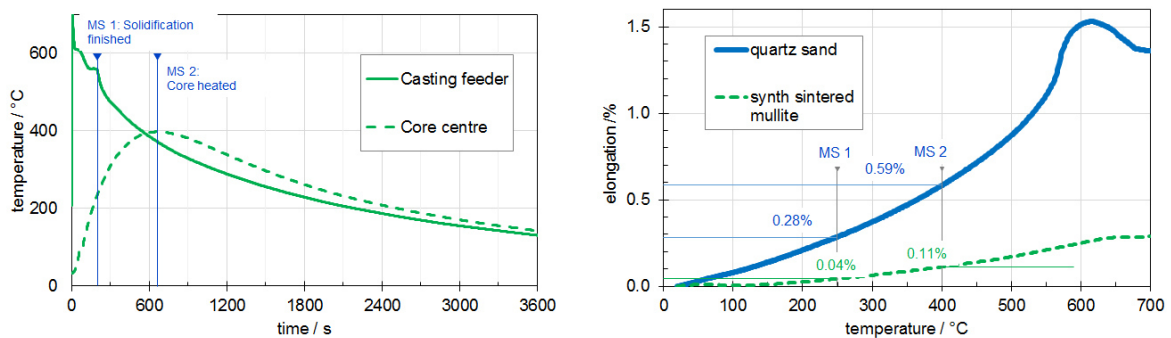 MS 1: Solidification
finished
MS 2:
Core heated
Casting feeder
Core centre
temperature / °C
600
400
200
0
0
600
1200
1800
2400
3000
3600
time / s
quartz sand
synth sintered
mullite
MS 1
MS 2
0.59%
0.28%
0.11%
0.04%
elongation /%
1.5
1.0
0.5
0.0
0
100
200
300
400
500
600
700
temperature / °C